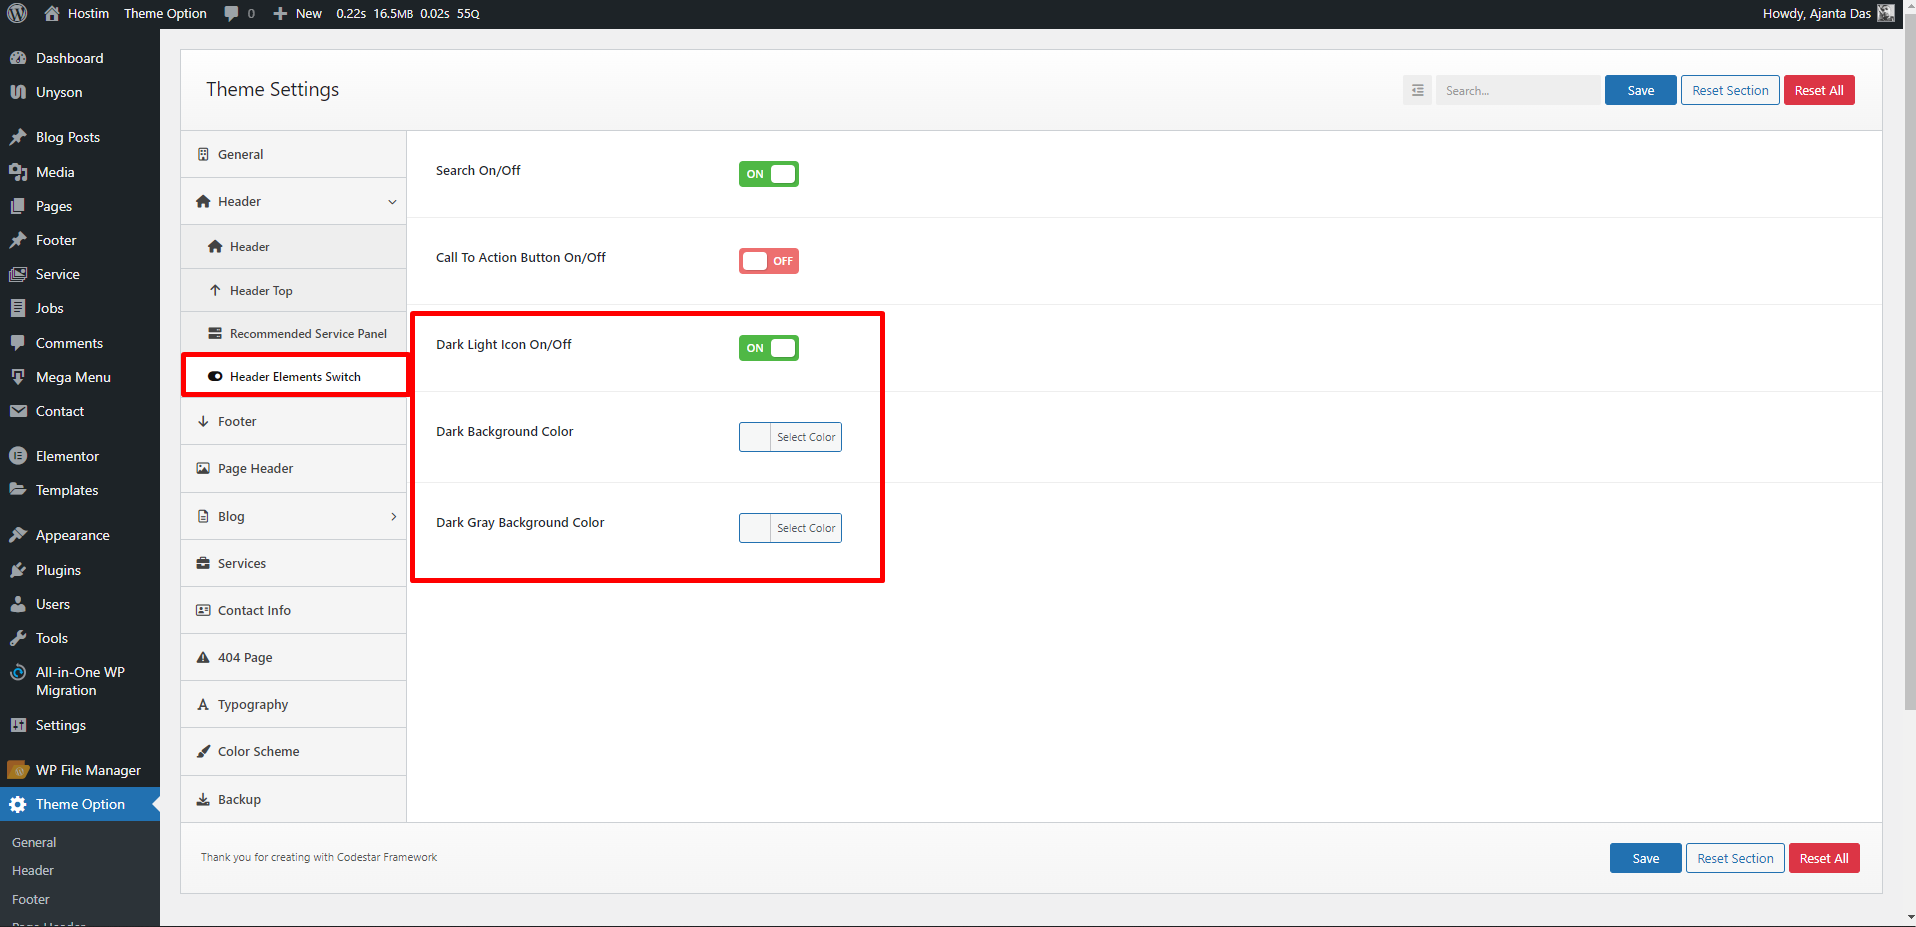 Hostim
Theme Option
0
New
0.22s 16.5MB 0.02s 55Q
Howdy, Ajanta Das
Dashboard
Unyson
Blog Posts
Media
Pages
Footer
Service
Jobs
Comments
Mega Menu
Contact
Elementor
Templates
Appearance
Plugins
Users
Tools
All-in-One WP
Migration
Settings
WP File Manager
Theme Option
General
Header
Footer
Page Header
Theme Settings
Search...
Save
Reset Section
Reset All
General
Header
Header
Header Top
Recommended Service Panel
Header Elements Switch
Footer
Page Header
Blog
Services
Contact Info
404 Page
Typography
Color Scheme
Backup
Search On/Off
ON
Call To Action Button On/Off
OFF
Dark Light Icon On/Off
ON
Dark Background Color
Select Color
Dark Gray Background Color
Select Color
Thank you for creating with Codestar Framework
Save
Reset Section
Reset All